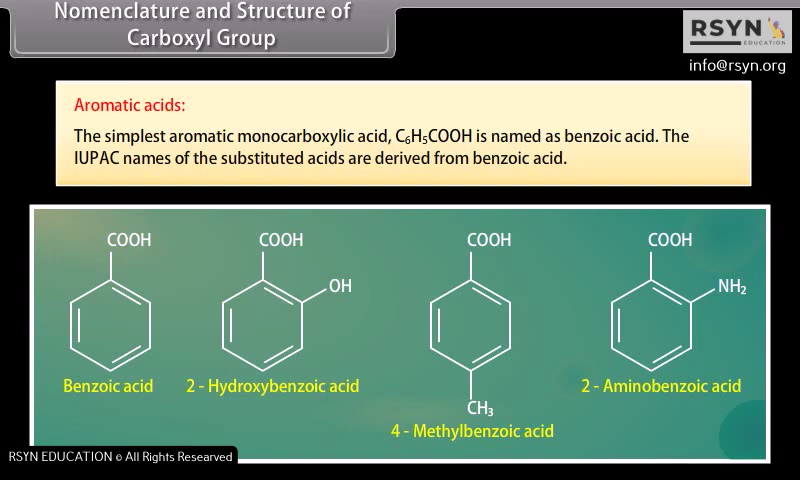 Nomenclature and Structure of
Carboxyl Group
RSYN
EDUCATION
info@rsyn.org
Aromatic acids:
The simplest aromatic monocarboxylic acid, C₆H₅COOH is named as benzoic acid. The
IUPAC names of the substituted acids are derived from benzoic acid.
COOH
Benzoic acid
COOH
OH
2 - Hydroxybenzoic acid
COOH
CH₃
4 - Methylbenzoic acid
COOH
NH₂
2 - Aminobenzoic acid
RSYN EDUCATION © All Rights Researved